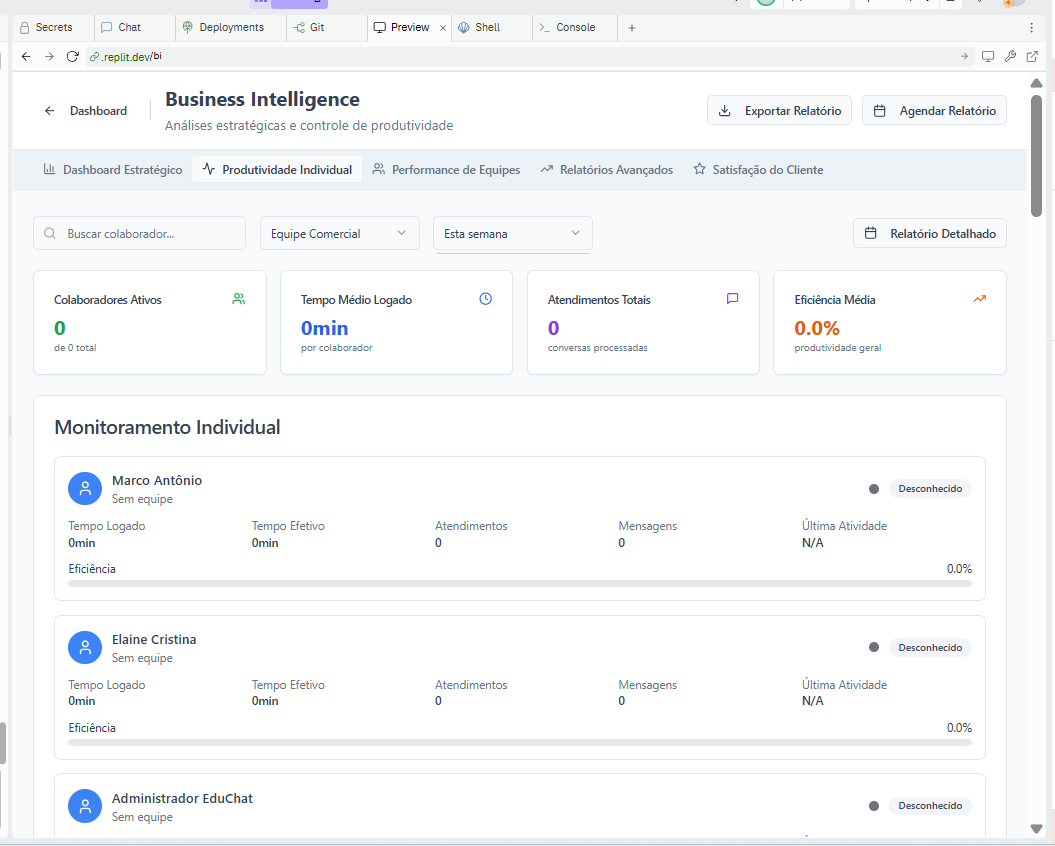 Secrets
Chat
Deployments
Git
Preview
Shell
Console
.replit.dev/bi
Dashboard
Business Intelligence
Análises estratégicas e controle de produtividade
Exportar Relatório
Agendar Relatório
Dashboard Estratégico
Produtividade Individual
Performance de Equipes
Relatórios Avançados
Satisfação do Cliente
Buscar colaborador...
Equipe Comercial
Esta semana
Relatório Detalhado
Colaboradores Ativos
0
de 0 total
Tempo Médio Logado
0min
por colaborador
Atendimentos Totais
0
conversas processadas
Eficiência Média
0.0%
produtividade geral
Monitoramento Individual
Marco Antônio
Sem equipe
Desconhecido
Tempo Logado
0min
Tempo Efetivo
0min
Atendimentos
0
Mensagens
0
Última Atividade
N/A
Eficiência
0.0%
Elaine Cristina
Sem equipe
Desconhecido
Tempo Logado
0min
Tempo Efetivo
0min
Atendimentos
0
Mensagens
0
Última Atividade
N/A
Eficiência
0.0%
Administrador EduChat
Sem equipe
Desconhecido